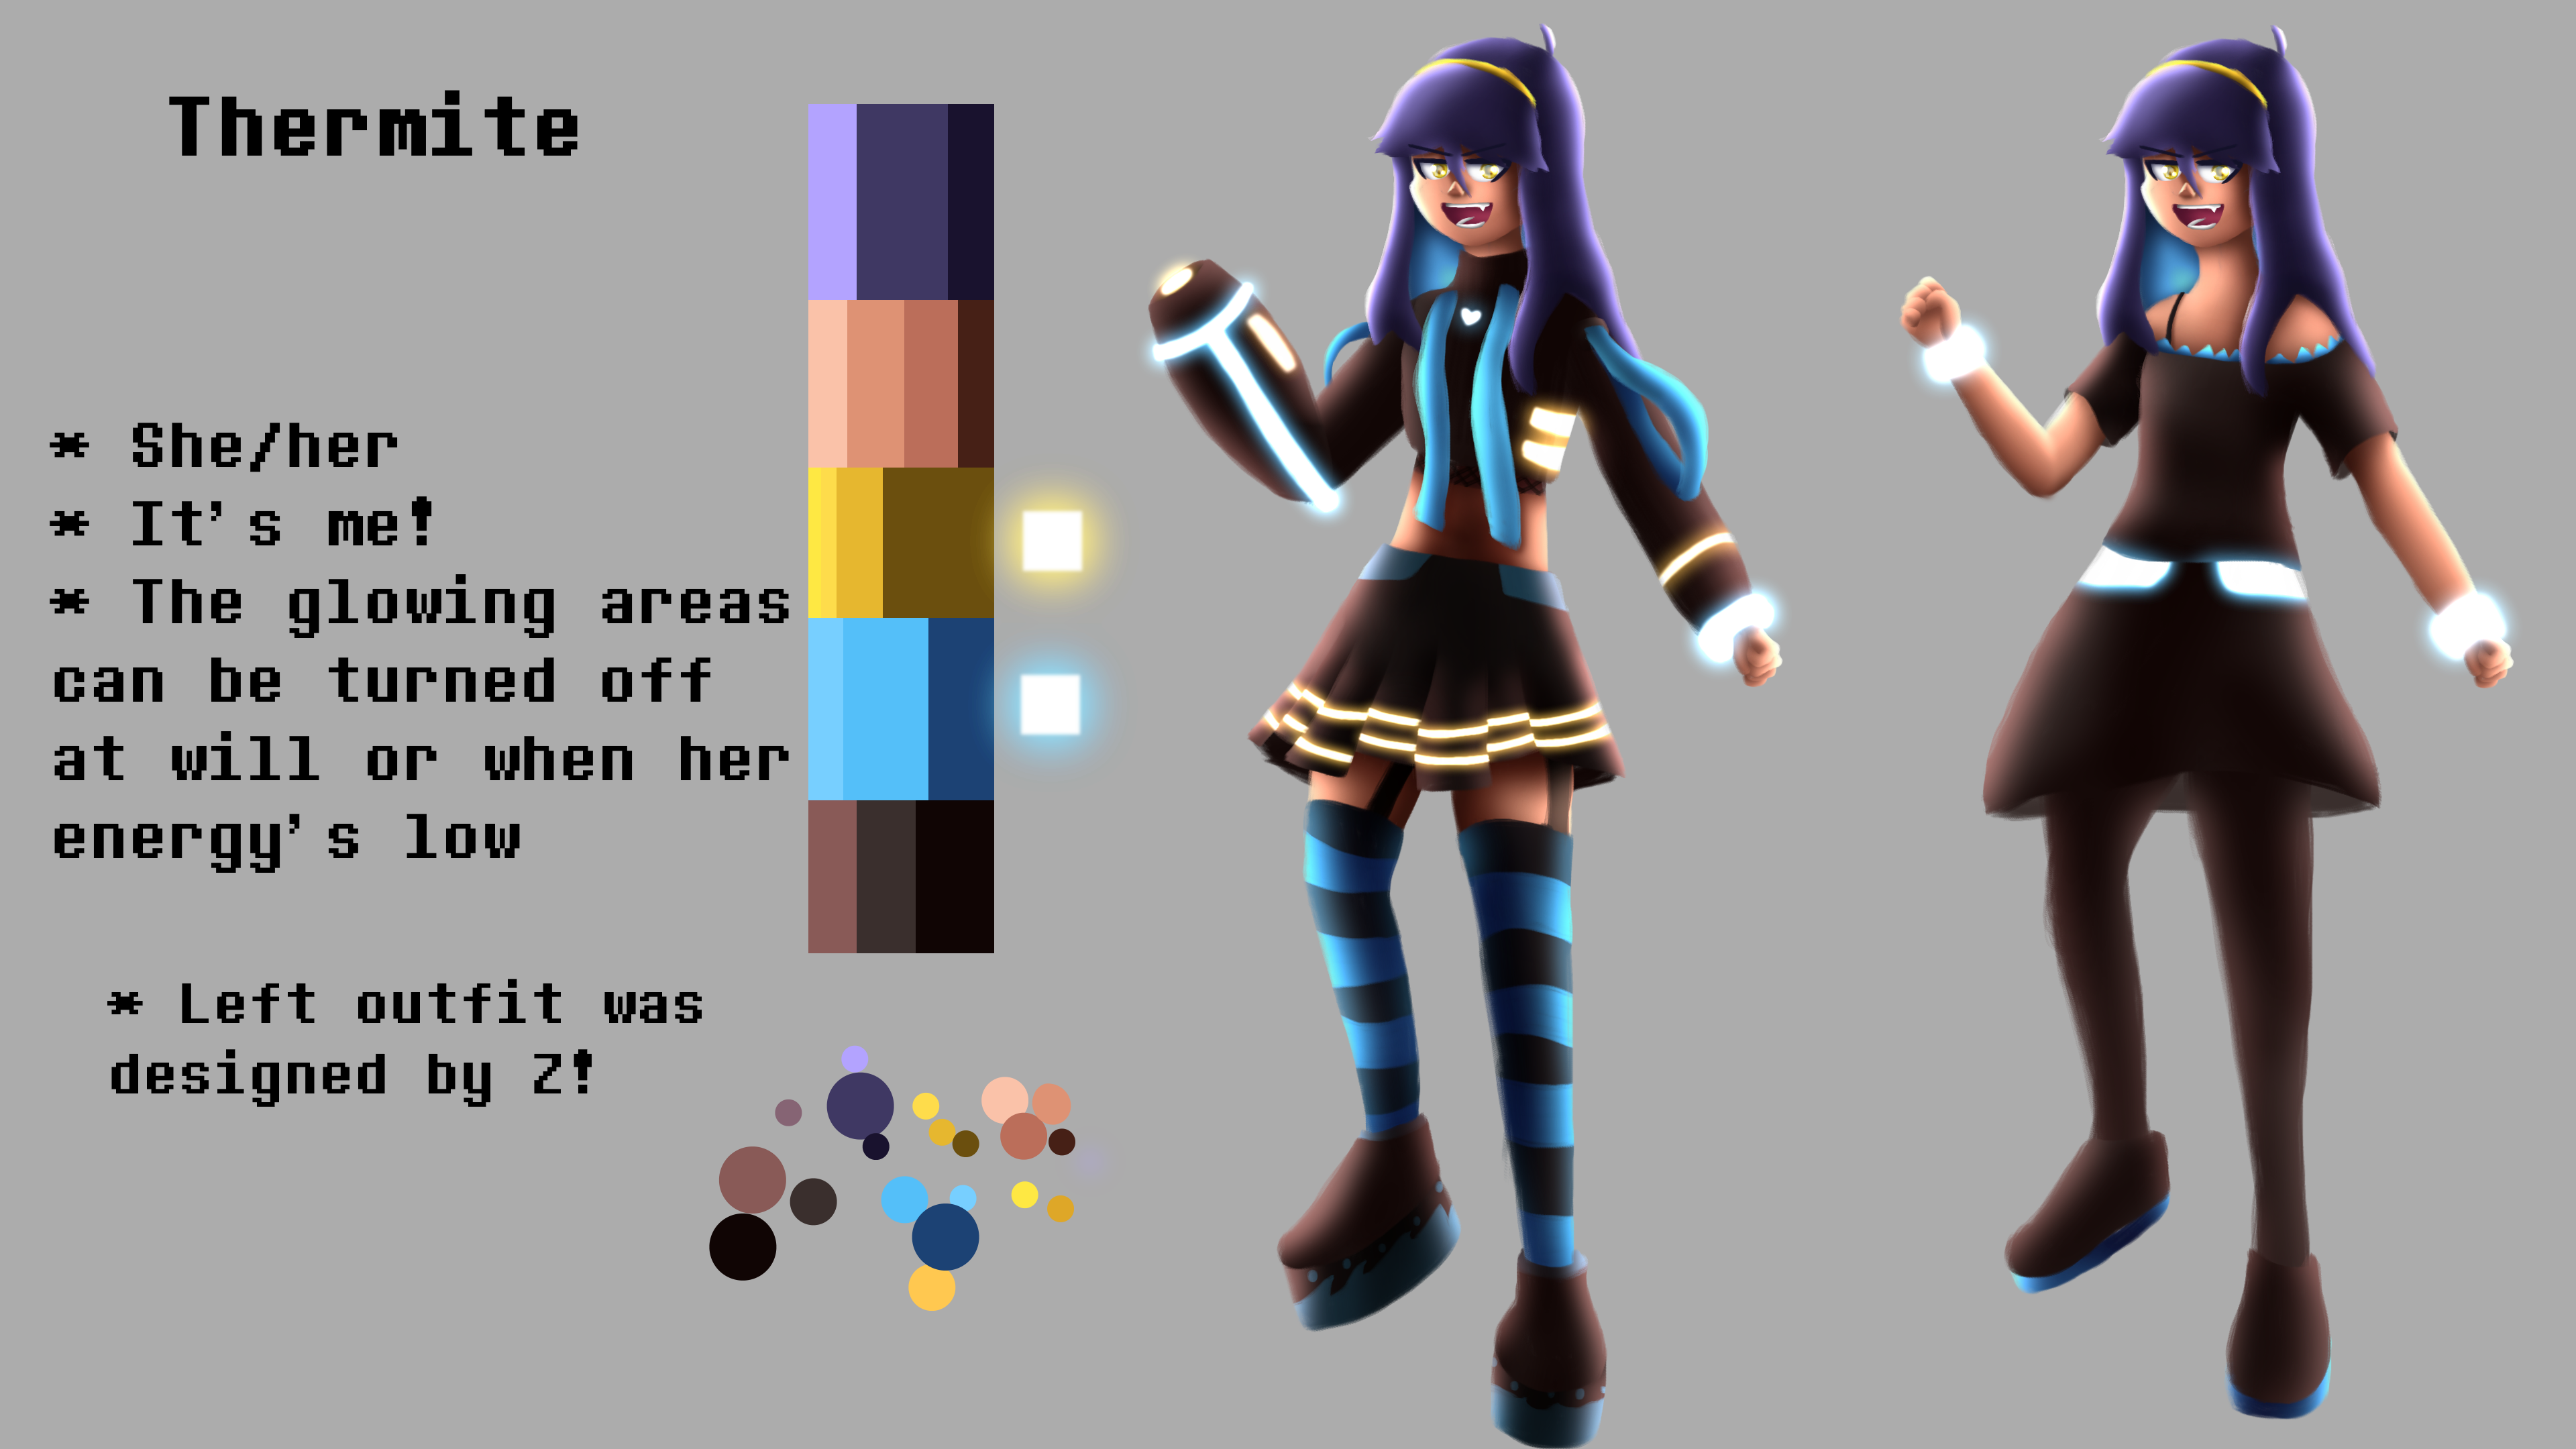 Thermite
* She/her
* It's me!
* The glowing areas
can be turned off
at will or when her
energy's low
* Left outfit was
designed by Z!